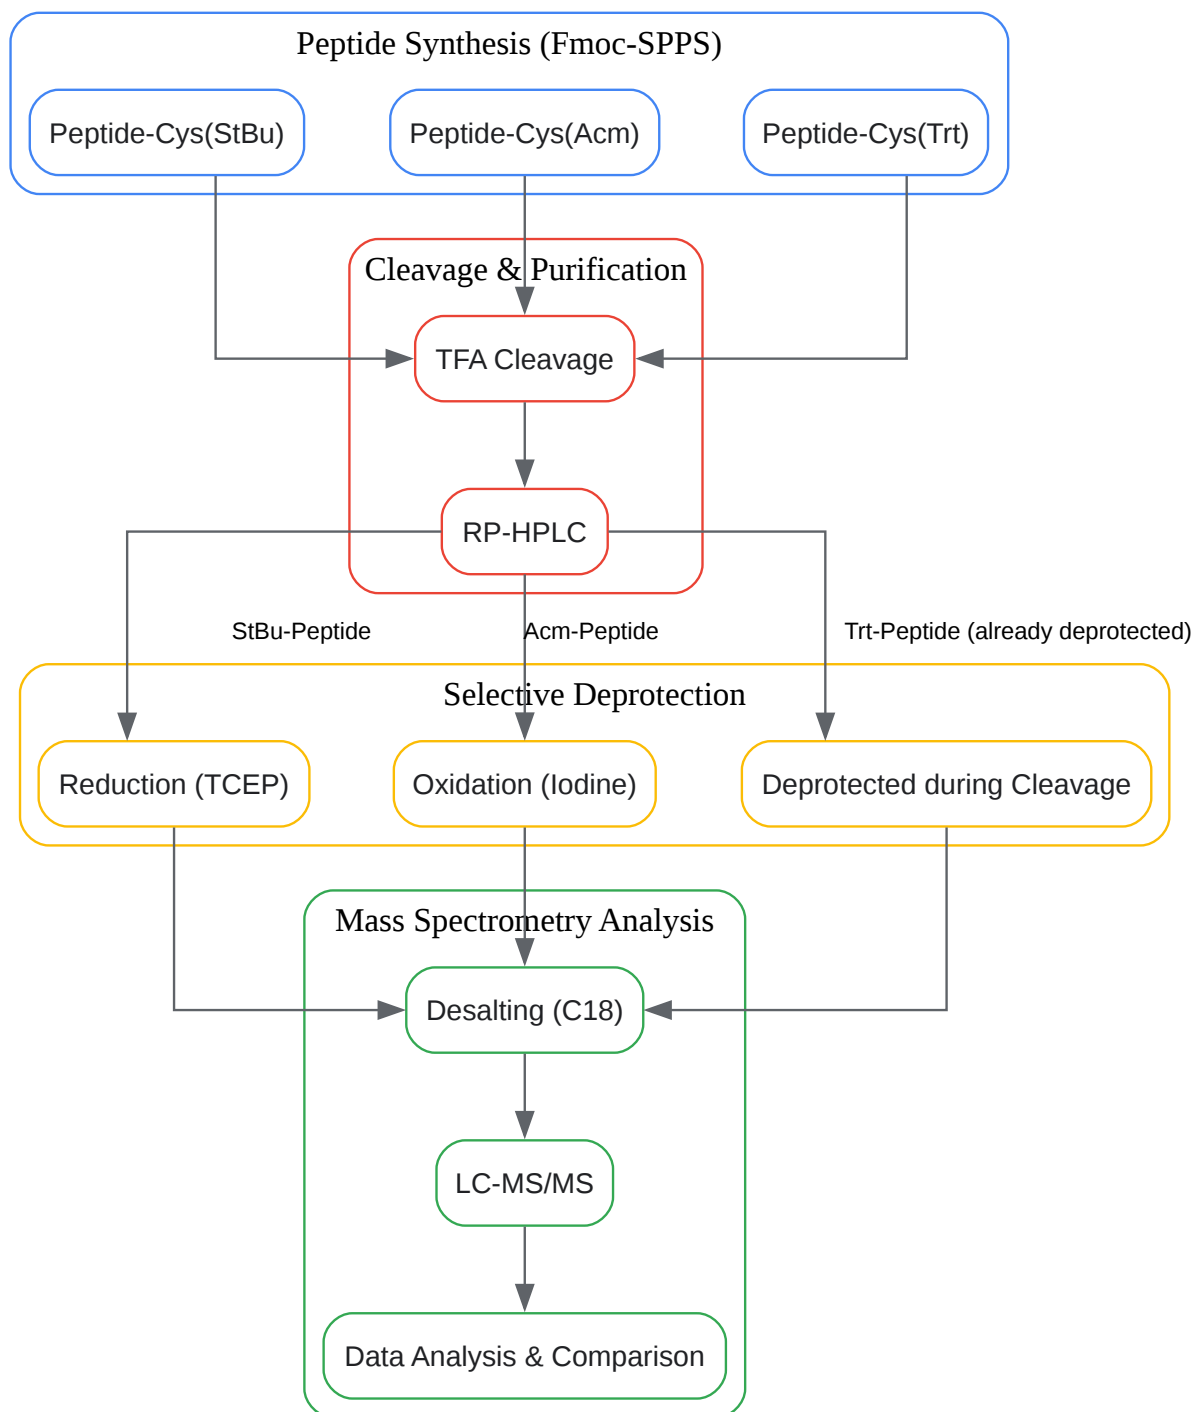 Peptide Synthesis (Fmoc-SPPS)
Peptide-Cys(StBu)
Peptide-Cys(Acm)
Peptide-Cys(Trt)
Cleavage & Purification
TFA Cleavage
RP-HPLC
StBu-Peptide
Acm-Peptide
Trt-Peptide (already deprotected)
Selective Deprotection
Reduction (TCEP)
Oxidation (Iodine)
Deprotected during Cleavage
Mass Spectrometry Analysis
Desalting (C18)
LC-MS/MS
Data Analysis & Comparison